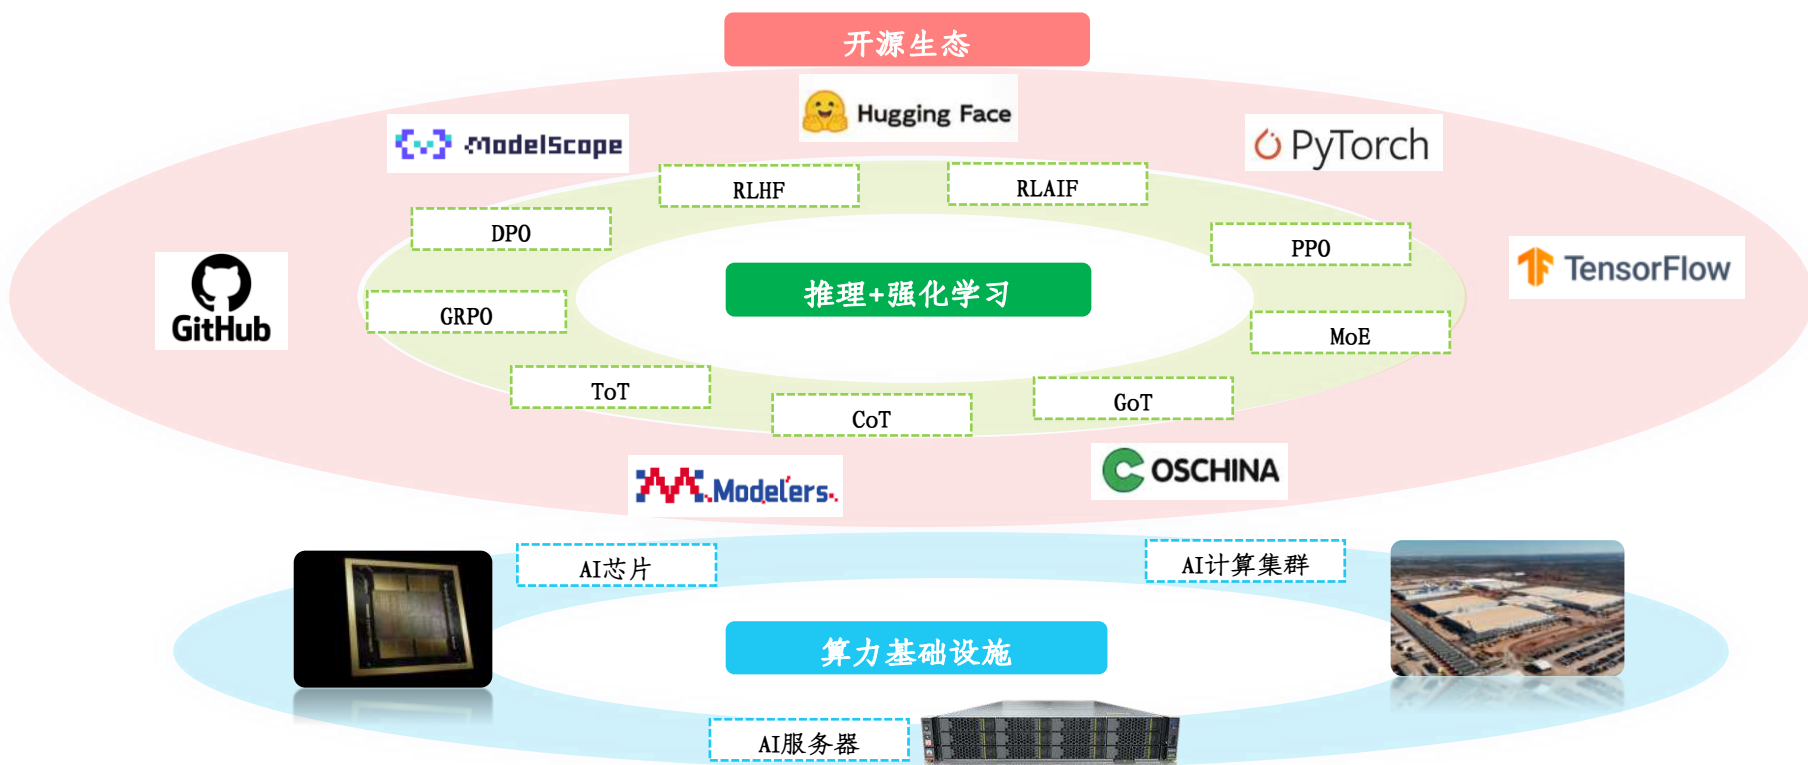 开源生态
Hugging Face
ModelScope
PyTorch
RLHF
RLAIF
DPO
PPO
GitHub
TensorFlow
推理+强化学习
GRPO
MoE
ToT
CoT
GoT
Modelers
OSCHINA
AI芯片
AI计算集群
算力基础设施
AI服务器